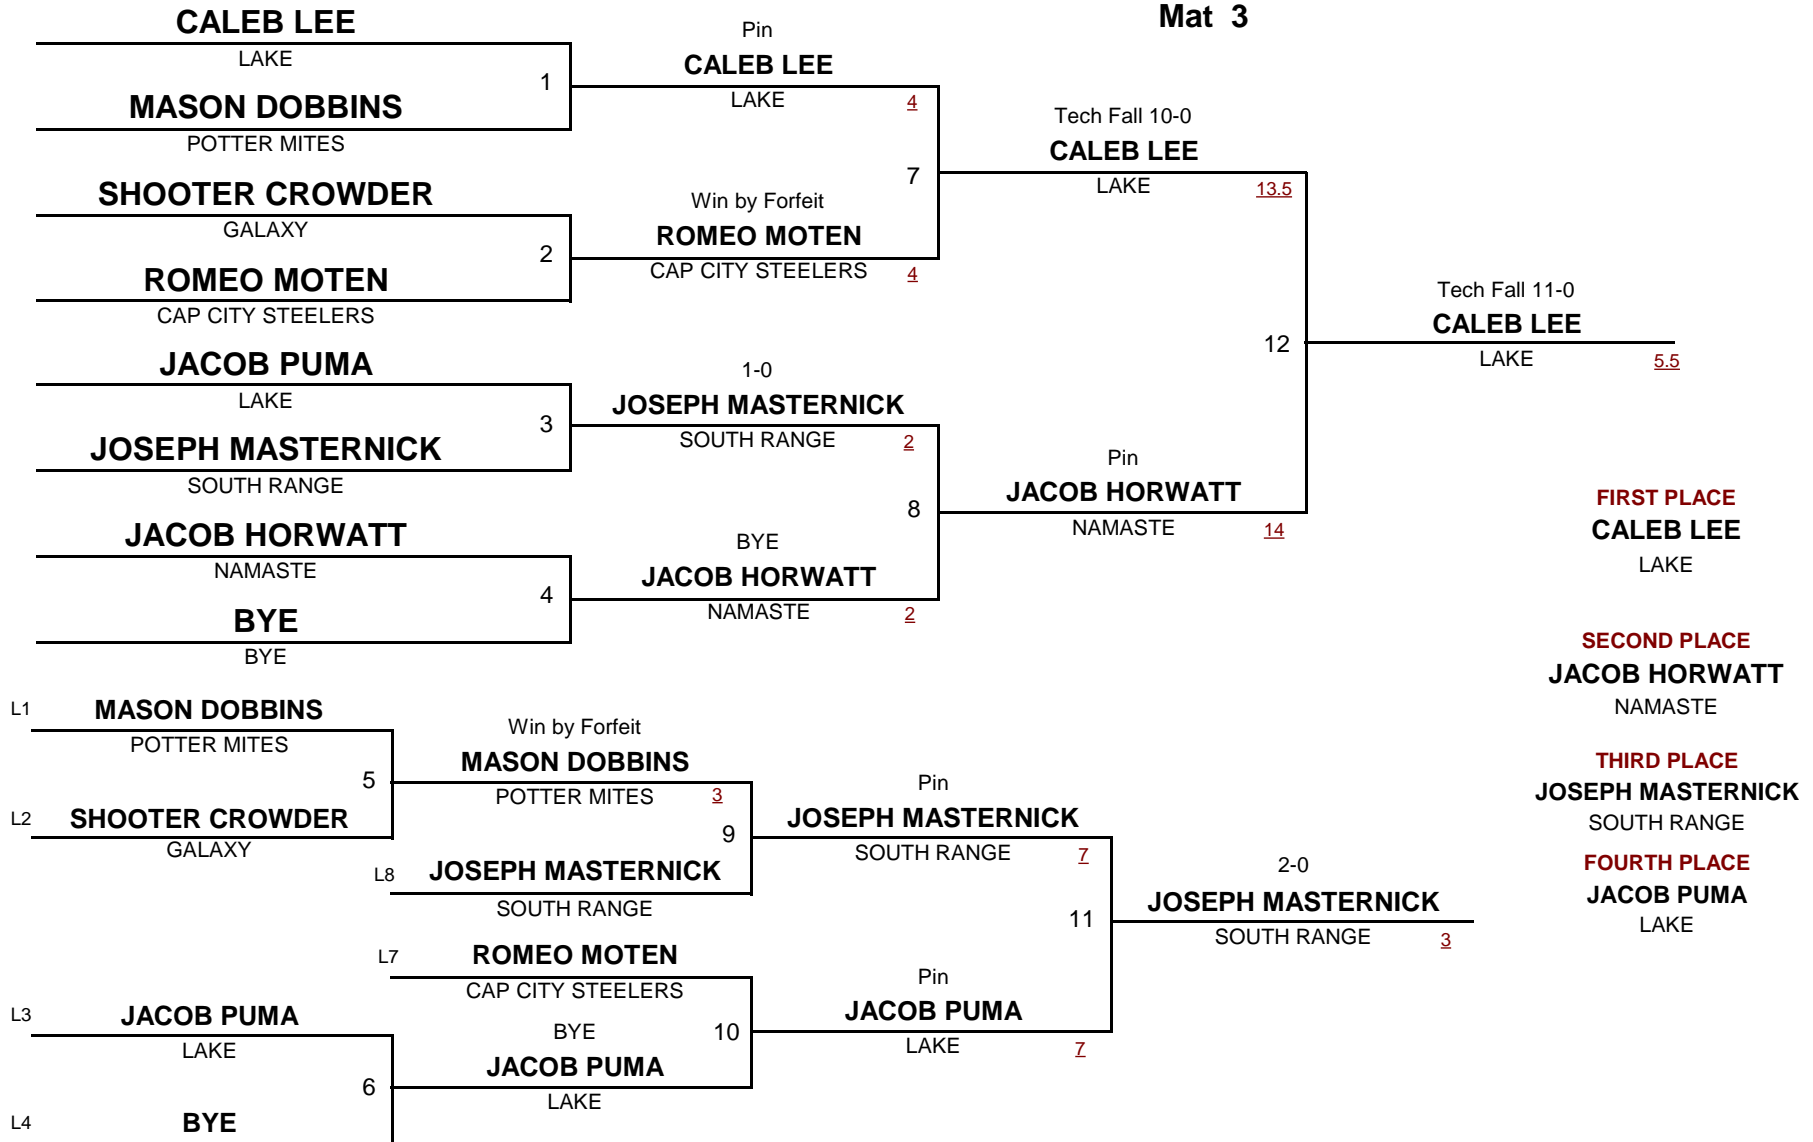 Mat 3
CALEB LEE
LAKE
1
MASON DOBBINS
POTTER MITES
SHOOTER CROWDER
GALAXY
2
ROMEO MOTEN
CAP CITY STEELERS
JACOB PUMA
LAKE
3
JOSEPH MASTERNICK
SOUTH RANGE
JACOB HORWATT
NAMASTE
4
BYE
BYE
Pin
CALEB LEE
LAKE 4
7
Win by Forfeit
ROMEO MOTEN
CAP CITY STEELERS 4
1-0
JOSEPH MASTERNICK
SOUTH RANGE 2
8
BYE
JACOB HORWATT
NAMASTE 2
Tech Fall 10-0
CALEB LEE
LAKE 13.5
12
Pin
JACOB HORWATT
NAMASTE 14
Tech Fall 11-0
CALEB LEE
LAKE 5.5
FIRST PLACE
CALEB LEE
LAKE
SECOND PLACE
JACOB HORWATT
NAMASTE
THIRD PLACE
JOSEPH MASTERNICK
SOUTH RANGE
FOURTH PLACE
JACOB PUMA
LAKE
L1 MASON DOBBINS
POTTER MITES
5
L2 SHOOTER CROWDER
GALAXY
Win by Forfeit
MASON DOBBINS
POTTER MITES 3
9
L8 JOSEPH MASTERNICK
SOUTH RANGE
L7 ROMEO MOTEN
CAP CITY STEELERS
L3 JACOB PUMA
LAKE
6
L4 BYE
BYE 10
JACOB PUMA
LAKE
Pin
JOSEPH MASTERNICK
SOUTH RANGE 7
11
Pin
JACOB PUMA
LAKE 7
2-0
JOSEPH MASTERNICK
SOUTH RANGE 3